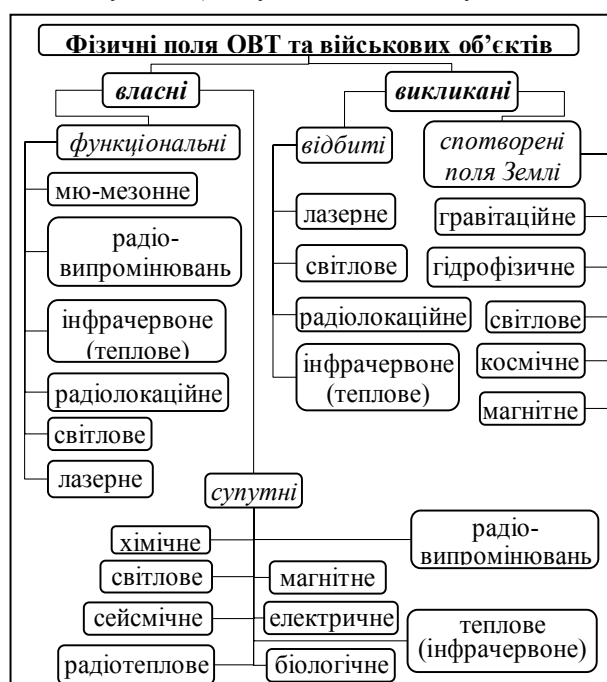 Фізичні поля ОВТ та військових об’єктів
власні
викликані
функціональні
мю-мезонне
радіо-
випромінювань
інфрачервоне
(теплове)
радіолокаційне
світлове
лазерне
відбиті
лазерне
світлове
радіолокаційне
інфрачервоне
(теплове)
спотворені
поля Землі
гравітаційне
гідрофізичне
світлове
космічне
магнітне
супутні
хімічне
світлове
сейсмічне
радіотеплове
магнітне
електричне
біологічне
радіо-
випромінювань
теплове
(інфрачервоне)